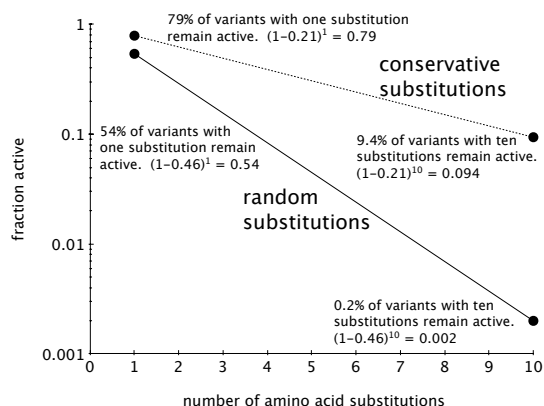 79% of variants with one substitution
remain active. (1–0.21)¹ = 0.79
conservative
substitutions
54% of variants with
one substitution remain
active. (1–0.46)¹ = 0.54
9.4% of variants with ten
substitutions remain active.
(1–0.21)¹⁰ = 0.094
random
substitutions
0.2% of variants with ten
substitutions remain active.
(1–0.46)¹⁰ = 0.002
fraction active
1
0.1
0.01
0.001
0 1 2 3 4 5 6 7 8 9 10
number of amino acid substitutions